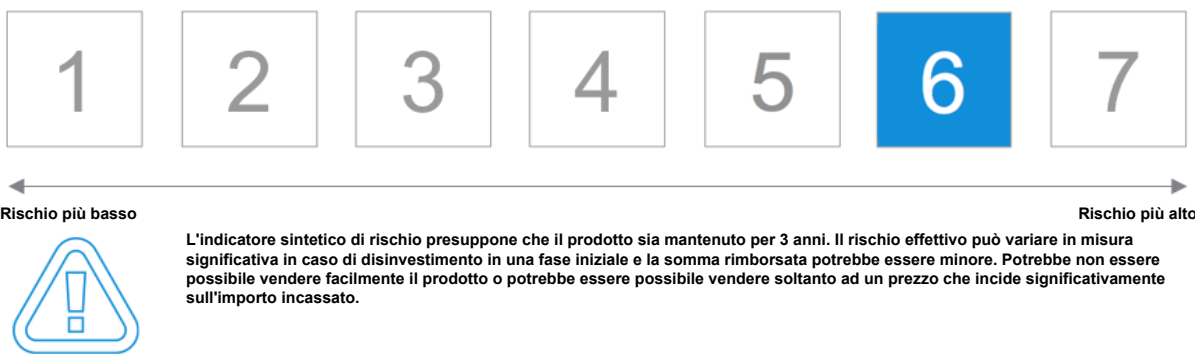 1 2 3 4 5 6 7
Rischio più basso Rischio più alto
L'indicatore sintetico di rischio presuppone che il prodotto sia mantenuto per 3 anni. Il rischio effettivo può variare in misura
significativa in caso di disinvestimento in una fase iniziale e la somma rimborsata potrebbe essere minore. Potrebbe non essere
possibile vendere facilmente il prodotto o potrebbe essere possibile vendere soltanto ad un prezzo che incide significativamente
sull'importo incassato.